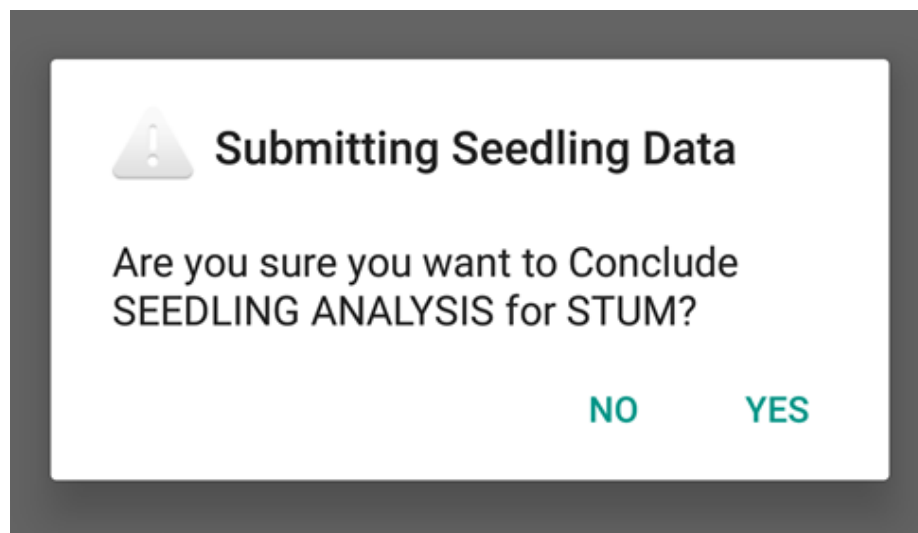 Submitting Seedling Data
Are you sure you want to Conclude
SEEDLING ANALYSIS for STUM?
NO YES